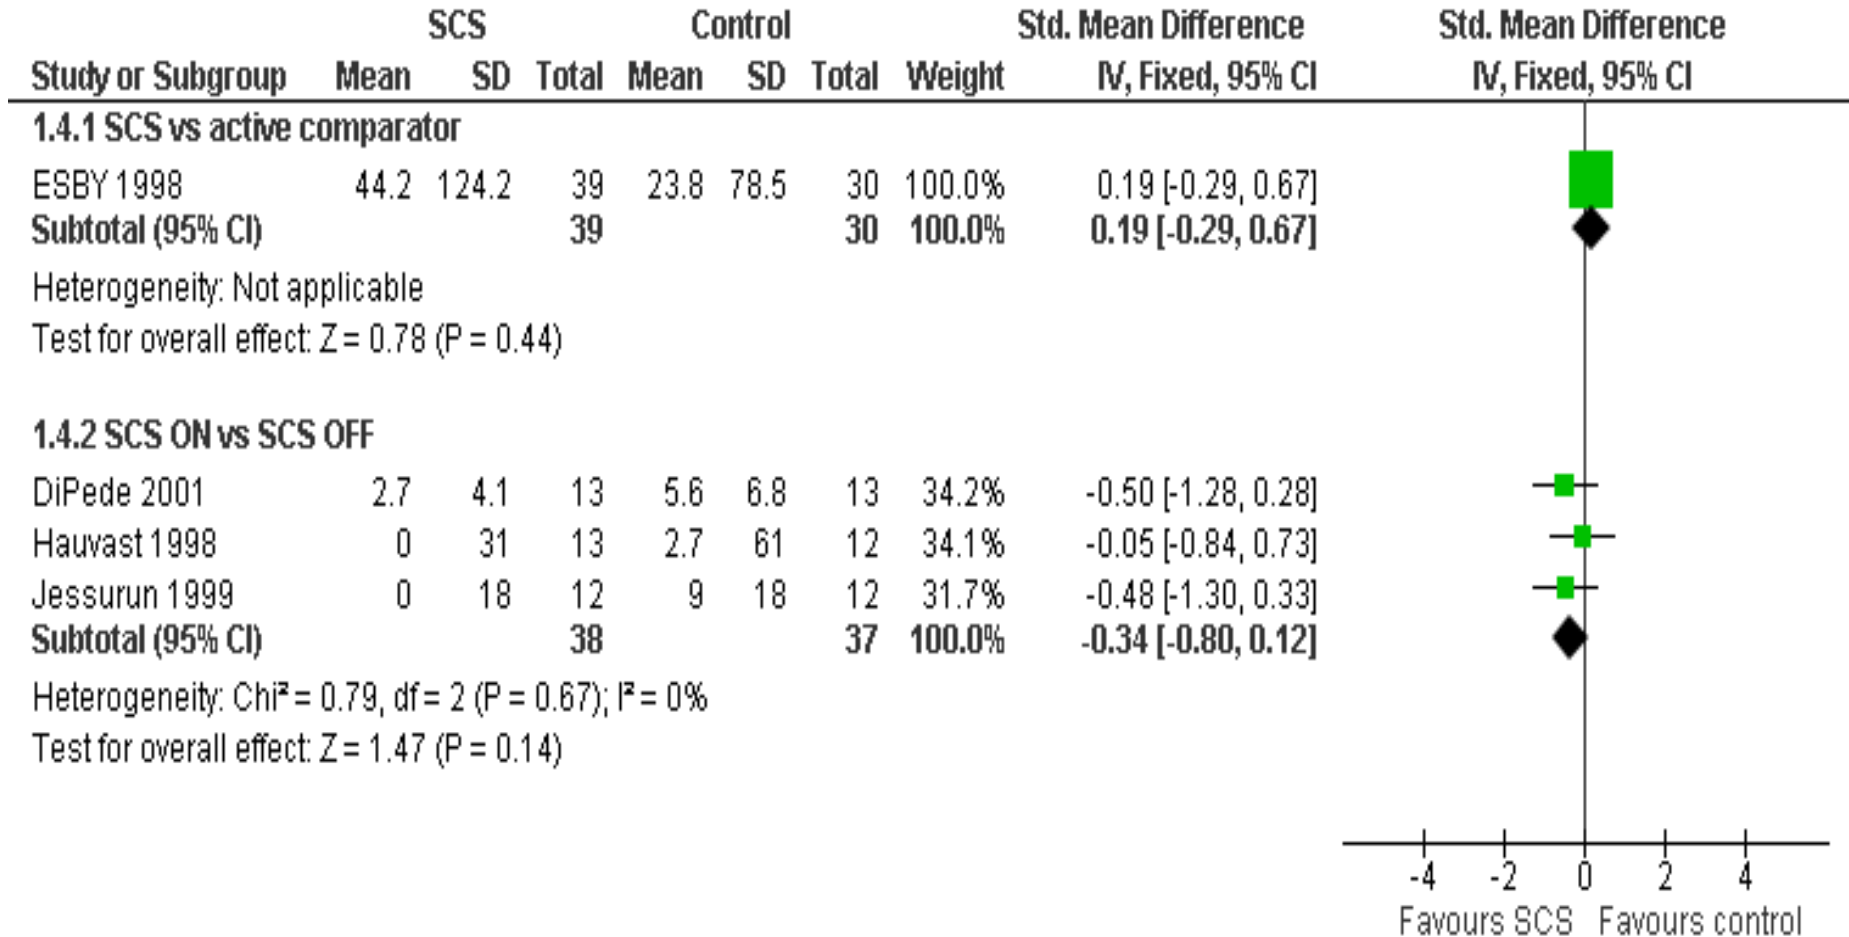 SCS Control Std. Mean Difference Std. Mean Difference
Study or Subgroup Mean SD Total Mean SD Total Weight IV, Fixed, 95% CI IV, Fixed, 95% CI
1.4.1 SCS vs active comparator
ESBY 1998 44.2 124.2 39 23.8 78.5 30 100.0% 0.19 [-0.29, 0.67]
Subtotal (95% CI) 39 30 100.0% 0.19 [-0.29, 0.67]
Heterogeneity: Not applicable
Test for overall effect: Z = 0.78 (P = 0.44)
1.4.2 SCS ON vs SCS OFF
DiPede 2001 2.7 4.1 13 5.6 6.8 13 34.2% -0.50 [-1.28, 0.28]
Hauvast 1998 0 31 13 2.7 61 12 34.1% -0.05 [-0.84, 0.73]
Jessurun 1999 0 18 12 9 18 12 31.7% -0.48 [-1.30, 0.33]
Subtotal (95% CI) 38 37 100.0% -0.34 [-0.80, 0.12]
Heterogeneity: Chi² = 0.79, df = 2 (P = 0.67); I² = 0%
Test for overall effect: Z = 1.47 (P = 0.14)
-4 -2 0 2 4
Favours SCS Favours control